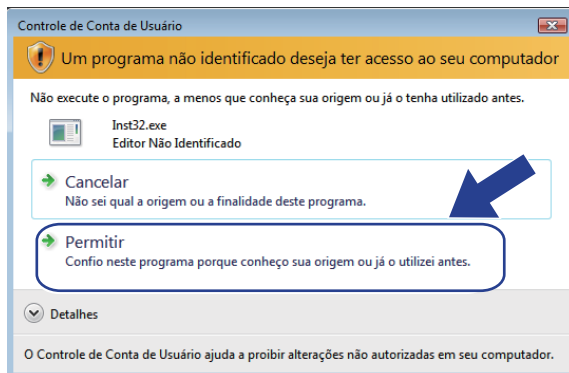 Controle de Conta de Usuário
Um programa não identificado deseja ter acesso ao seu computador
Não execute o programa, a menos que conheça sua origem ou já o tenha utilizado antes.
Inst32.exe
Editor Não Identificado
Cancelar
Não sei qual a origem ou a finalidade deste programa.
Permitir
Confio neste programa porque conheço sua origem ou já o utilizei antes.
Detalhes
O Controle de Conta de Usuário ajuda a proibir alterações não autorizadas em seu computador.